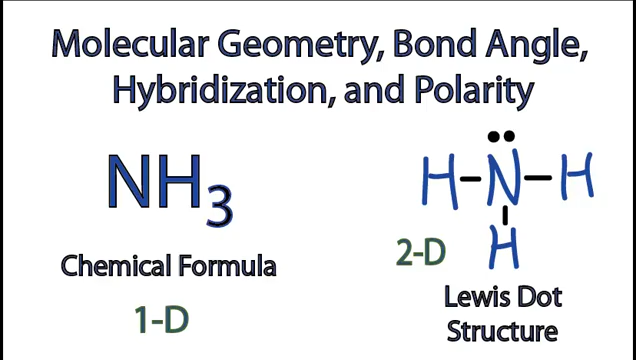 Molecular Geometry, Bond Angle,
Hybridization, and Polarity
NH₃
Chemical Formula
1-D
H–N–H
H
2-D
Lewis Dot
Structure